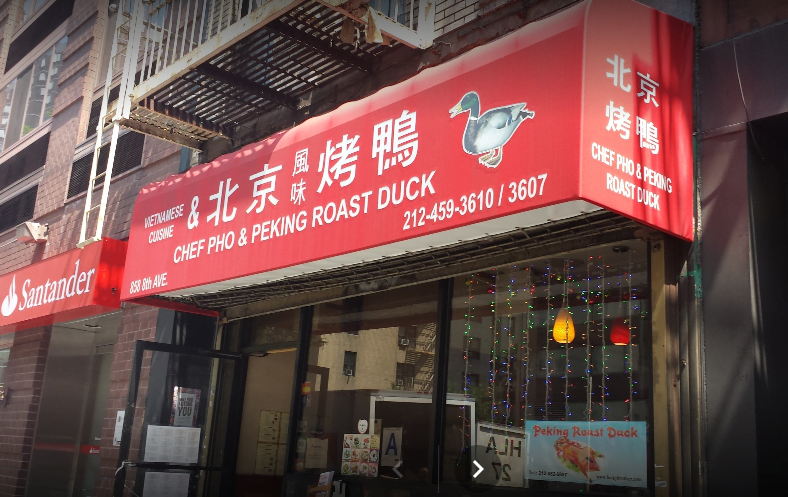 Santander
VIETNAMESE
CUISINE
& 北京風味烤鴨
CHEF PHO & PEKING ROAST DUCK
858 8th AVE.
212-459-3610 / 3607
北京
烤鴨
CHEF PHO & PEKING
ROAST DUCK
YOU
A
Peking Roast Duck